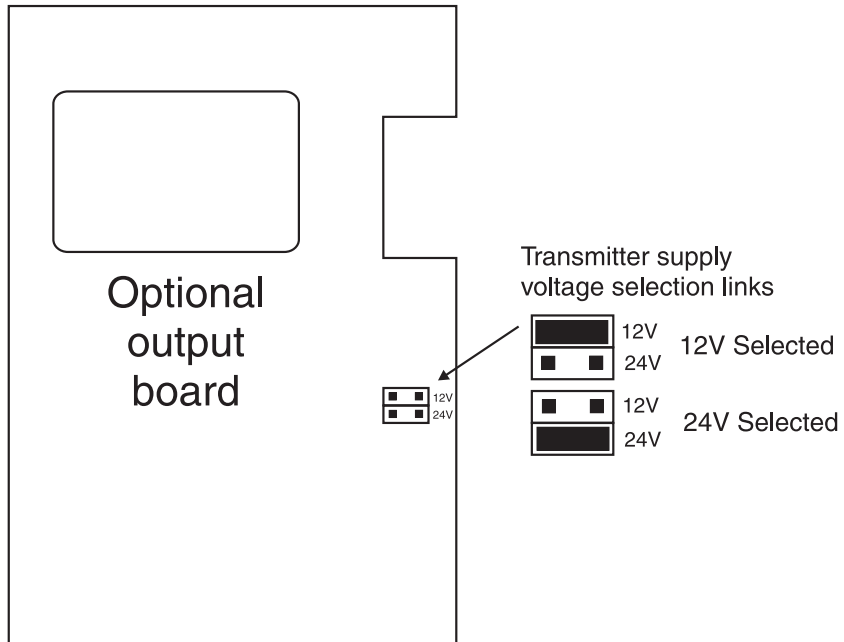 Optional
output
board
12V
24V
Transmitter supply
voltage selection links
12V
24V
12V Selected
12V
24V
24V Selected